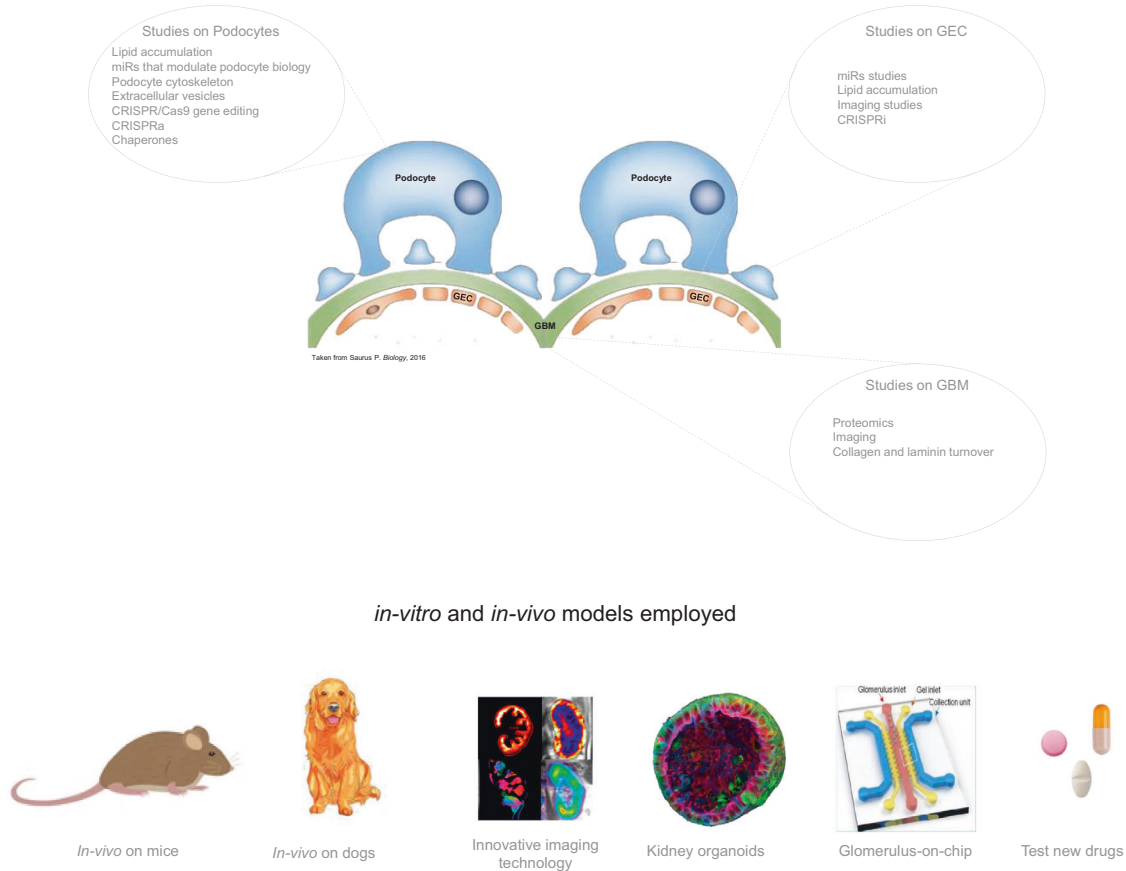 Studies on Podocytes
Lipid accumulation
miRs that modulate podocyte biology
Podocyte cytoskeleton
Extracellular vesicles
CRISPR/Cas9 gene editing
CRISPRa
Chaperones
Studies on GEC
miRs studies
Lipid accumulation
Imaging studies
CRISPRi
Podocyte
Podocyte
GEC
GEC
GBM
Taken from Saurus P. Biology, 2016
Studies on GBM
Proteomics
Imaging
Collagen and laminin turnover
in-vitro and in-vivo models employed
Glomerulus inlet
Gel inlet
Collection unit
In-vivo on mice
In-vivo on dogs
Innovative imaging
technology
Kidney organoids
Glomerulus-on-chip
Test new drugs